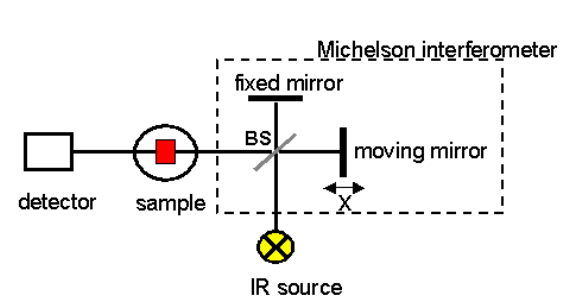 Michelson interferometer
fixed mirror
BS
moving mirror
detector
sample
X
IR source